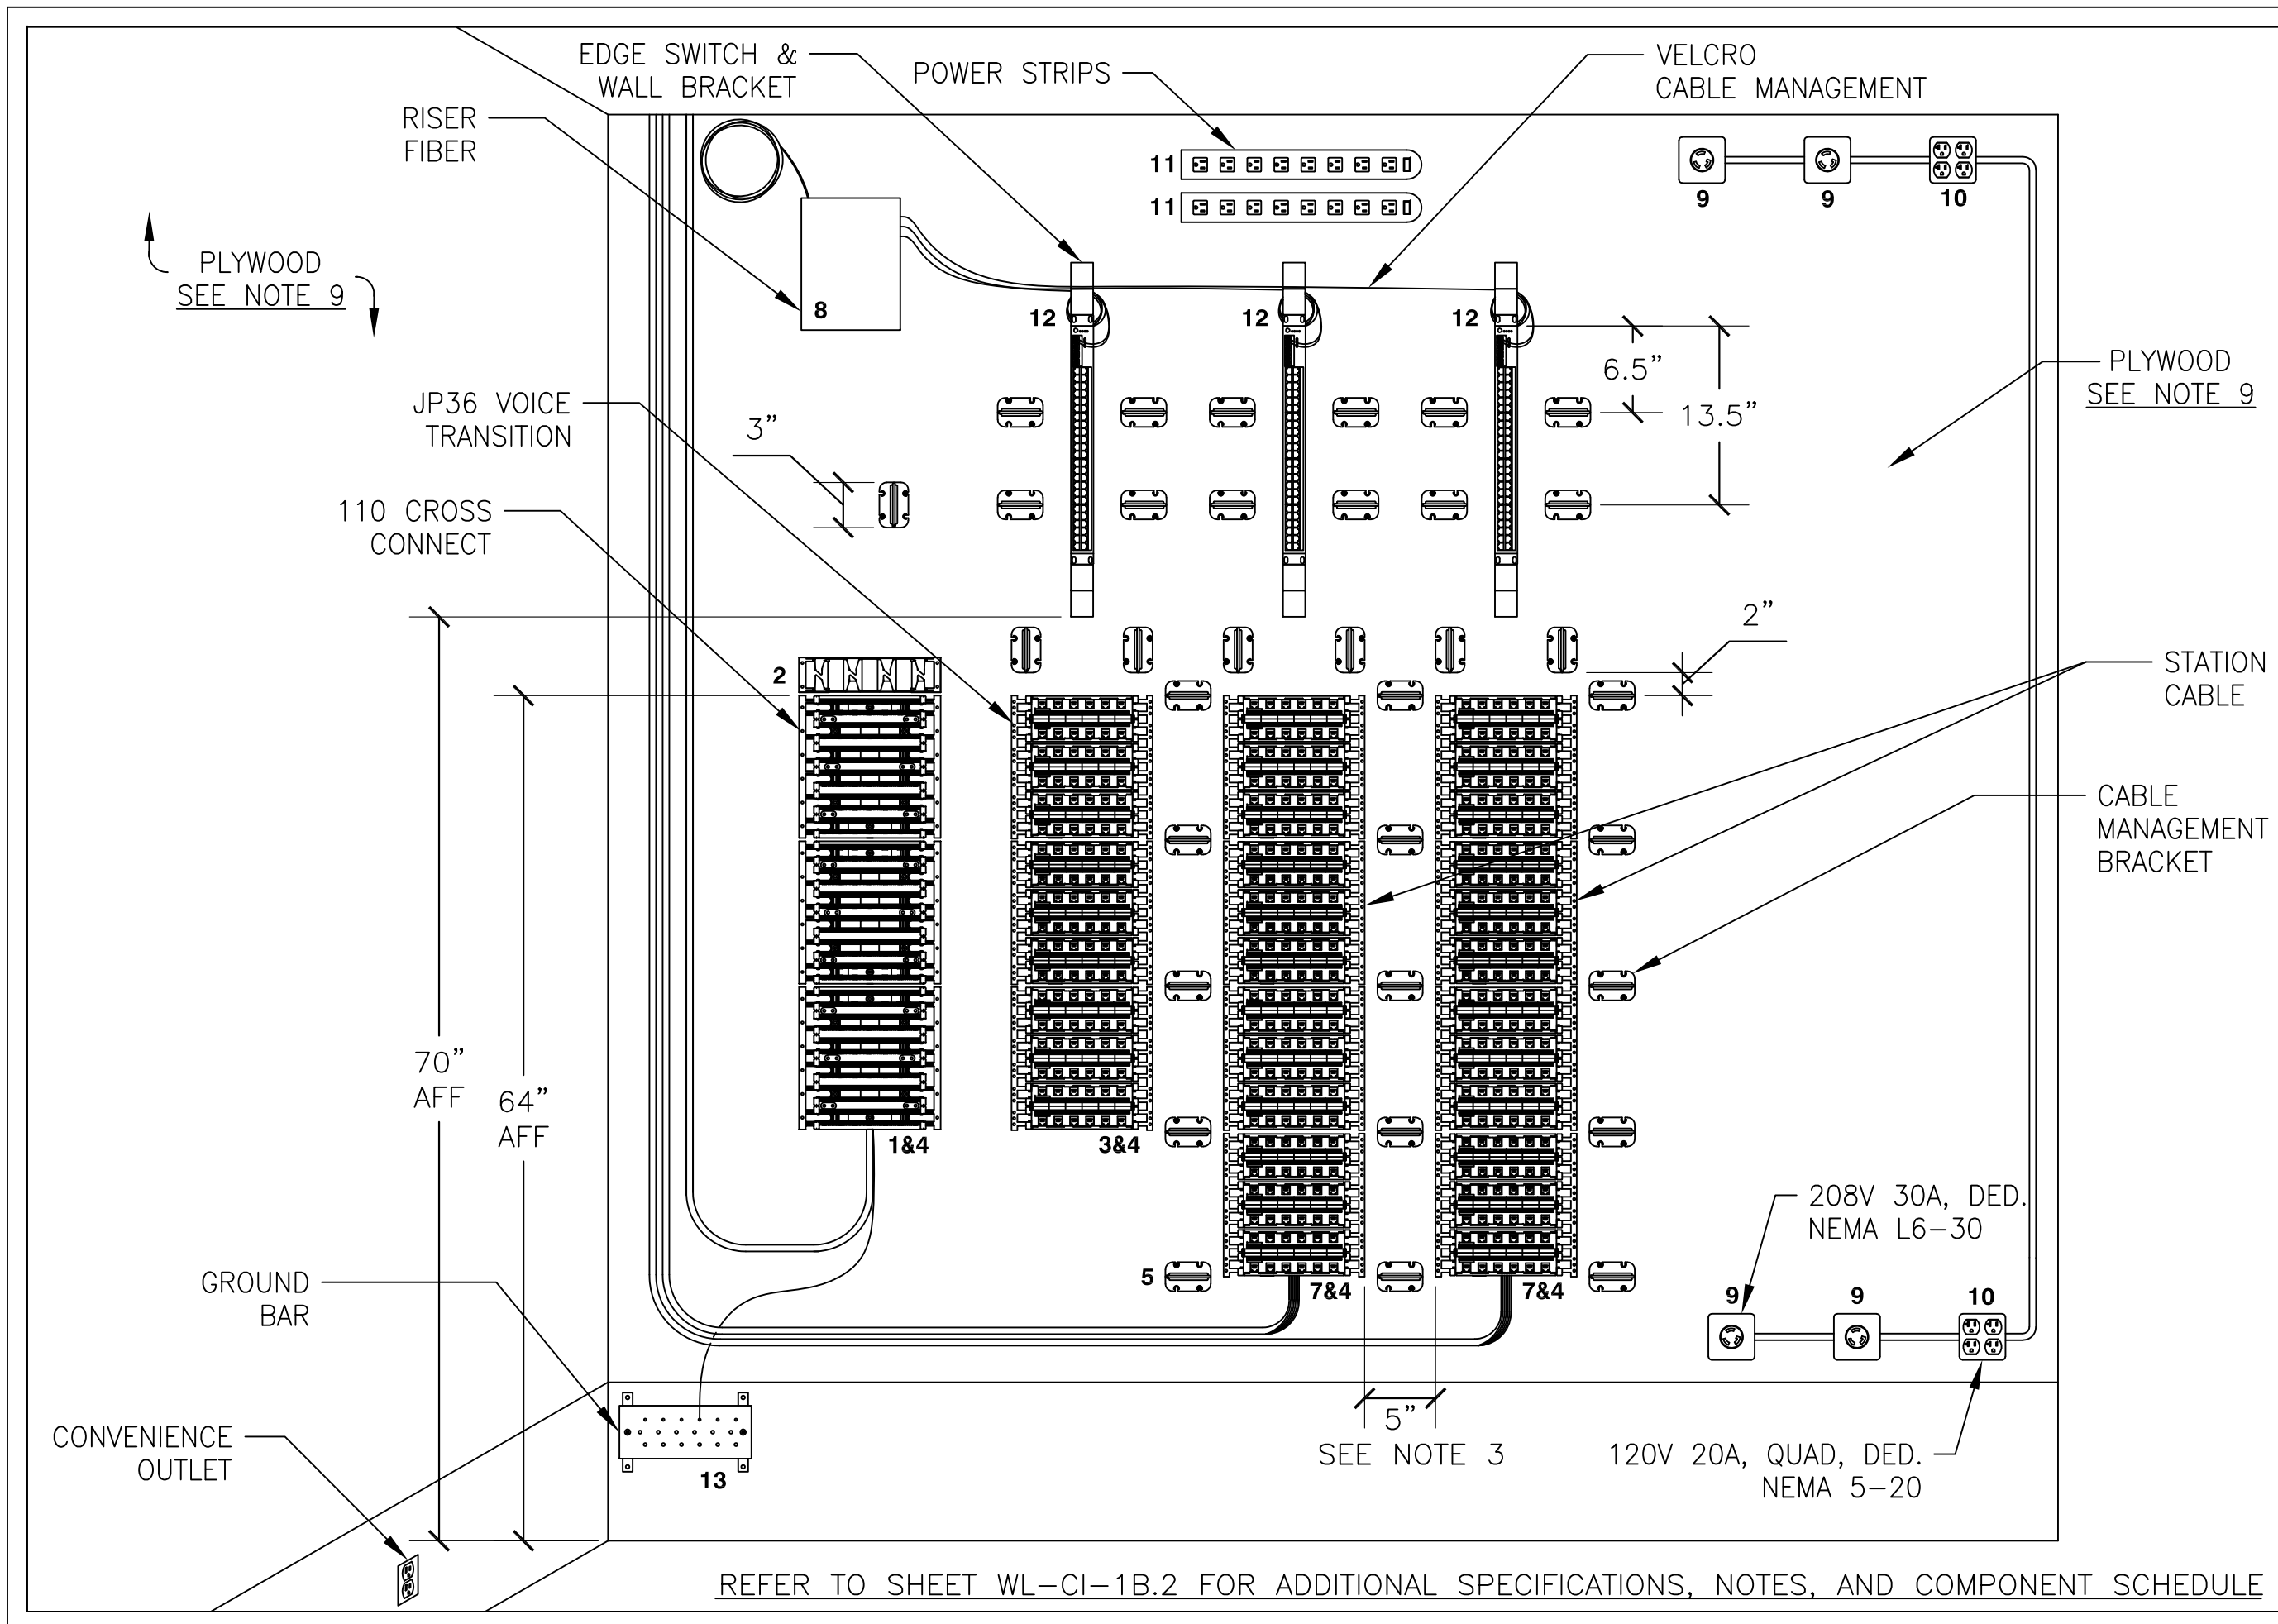 EDGE SWITCH &
WALL BRACKET
POWER STRIPS
VELCRO
CABLE MANAGEMENT
RISER
FIBER
11
11
9
9
10
PLYWOOD
SEE NOTE 9
8
12
12
12
6.5”
13.5”
PLYWOOD
SEE NOTE 9
JP36 VOICE
TRANSITION
3”
110 CROSS
CONNECT
2”
2
STATION
CABLE
CABLE
MANAGEMENT
BRACKET
70”
AFF
64”
AFF
1&4
3&4
208V 30A, DED.
NEMA L6-30
GROUND
BAR
5
7&4
7&4
9
9
10
5”
SEE NOTE 3
CONVENIENCE
OUTLET
13
120V 20A, QUAD, DED.
NEMA 5-20
REFER TO SHEET WL-CI-1B.2 FOR ADDITIONAL SPECIFICATIONS, NOTES, AND COMPONENT SCHEDULE